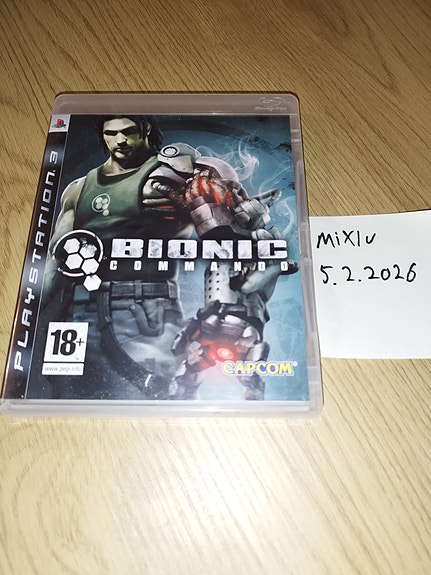 PLAYSTATION 3
BIONIC
COMMANDO
18+
www.pegi.info
CAPCOM
MiXlu
5.2.2026